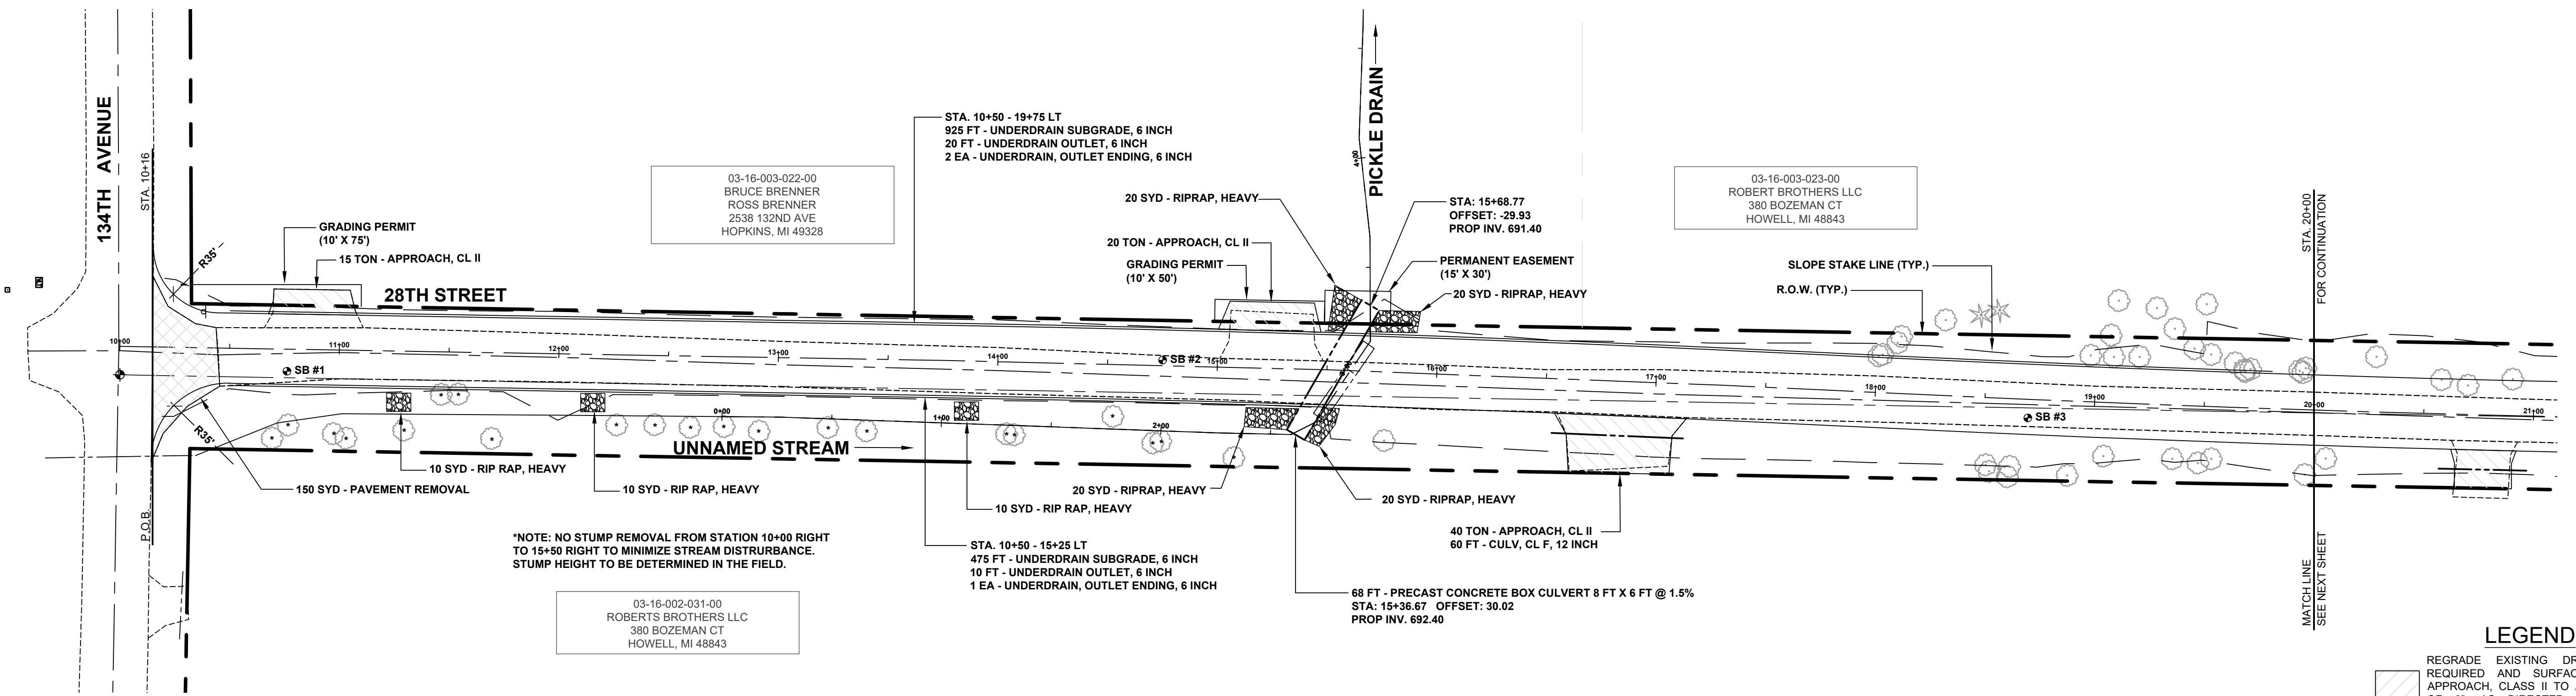 134TH AVENUE
STA. 10+16
P.O.B.
R35'
R35'
GRADING PERMIT
(10' X 75')
15 TON - APPROACH, CL II
28TH STREET
03-16-003-022-00
BRUCE BRENNER
ROSS BRENNER
2538 132ND AVE
HOPKINS, MI 49328
STA. 10+50 - 19+75 LT
925 FT - UNDERDRAIN SUBGRADE, 6 INCH
20 FT - UNDERDRAIN OUTLET, 6 INCH
2 EA - UNDERDRAIN, OUTLET ENDING, 6 INCH
20 SYD - RIPRAP, HEAVY
20 TON - APPROACH, CL II
GRADING PERMIT
(10' X 50')
PICKLE DRAIN
4+00
STA: 15+68.77
OFFSET: -29.93
PROP INV. 691.40
PERMANENT EASEMENT
(15' X 30')
20 SYD - RIPRAP, HEAVY
03-16-003-023-00
ROBERT BROTHERS LLC
380 BOZEMAN CT
HOWELL, MI 48843
SLOPE STAKE LINE (TYP.)
R.O.W. (TYP.)
STA. 20+00
FOR CONTINUATION
10+00
11+00
12+00
13+00
14+00
15+00
16+00
17+00
18+00
19+00
20+00
21+00
SB #1
SB #2
SB #3
0+00
1+00
2+00
UNNAMED STREAM
10 SYD - RIP RAP, HEAVY
150 SYD - PAVEMENT REMOVAL
10 SYD - RIP RAP, HEAVY
10 SYD - RIP RAP, HEAVY
20 SYD - RIPRAP, HEAVY
20 SYD - RIPRAP, HEAVY
*NOTE: NO STUMP REMOVAL FROM STATION 10+00 RIGHT
TO 15+50 RIGHT TO MINIMIZE STREAM DISTRURBANCE.
STUMP HEIGHT TO BE DETERMINED IN THE FIELD.
STA. 10+50 - 15+25 LT
475 FT - UNDERDRAIN SUBGRADE, 6 INCH
10 FT - UNDERDRAIN OUTLET, 6 INCH
1 EA - UNDERDRAIN, OUTLET ENDING, 6 INCH
40 TON - APPROACH, CL II
60 FT - CULV, CL F, 12 INCH
68 FT - PRECAST CONCRETE BOX CULVERT 8 FT X 6 FT @ 1.5%
STA: 15+36.67 OFFSET: 30.02
PROP INV. 692.40
03-16-002-031-00
ROBERTS BROTHERS LLC
380 BOZEMAN CT
HOWELL, MI 48843
MATCH LINE
SEE NEXT SHEET
LEGEND
REGRADE EXISTING DR
REQUIRED AND SURFAC
APPROACH, CLASS II TO